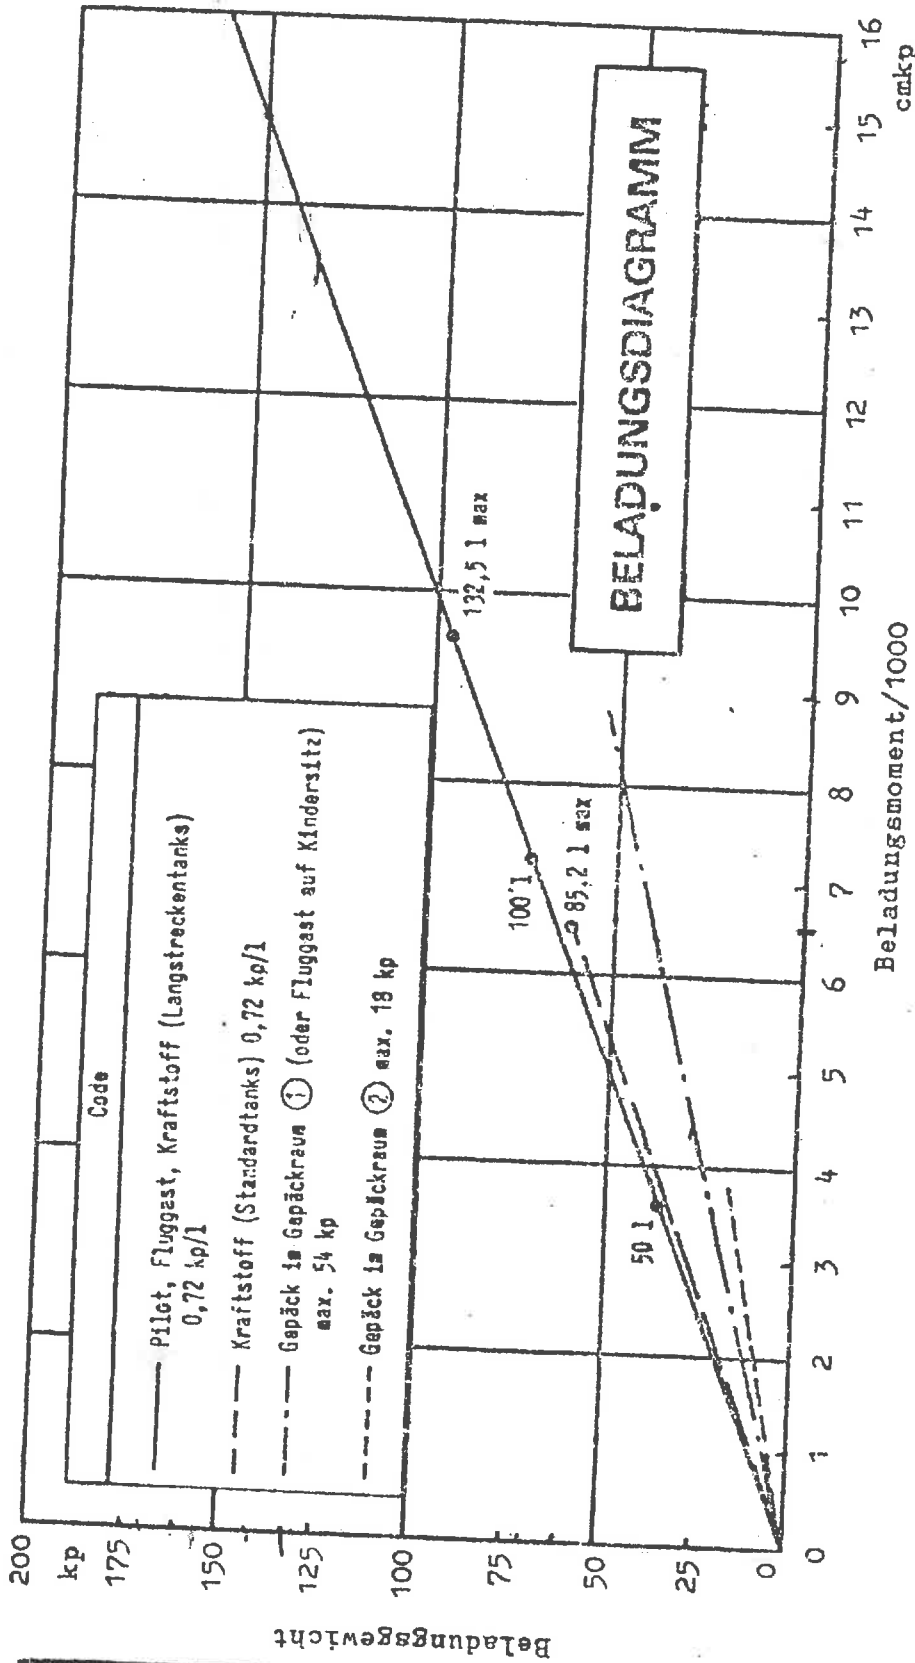 200
kp
175
150
125
100
75
50
25
0
Beladungsgewicht
Code
Pilot, Fluggast, Kraftstoff (Langstreckentanks)
0,72 kp/l
Kraftstoff (Standardtanks) 0,72 kp/l
Gepäck im Gepäckraum ① (oder Fluggast auf Kindersitz)
max. 54 kp
Gepäck im Gepäckraum ② max. 18 kp
50 l
100 l
85,2 l max
132,5 l max
BELADUNGSDIAGRAMM
0 1 2 3 4 5 6 7 8 9 10 11 12 13 14 15 16
Beladungsmoment/1000
cmkp